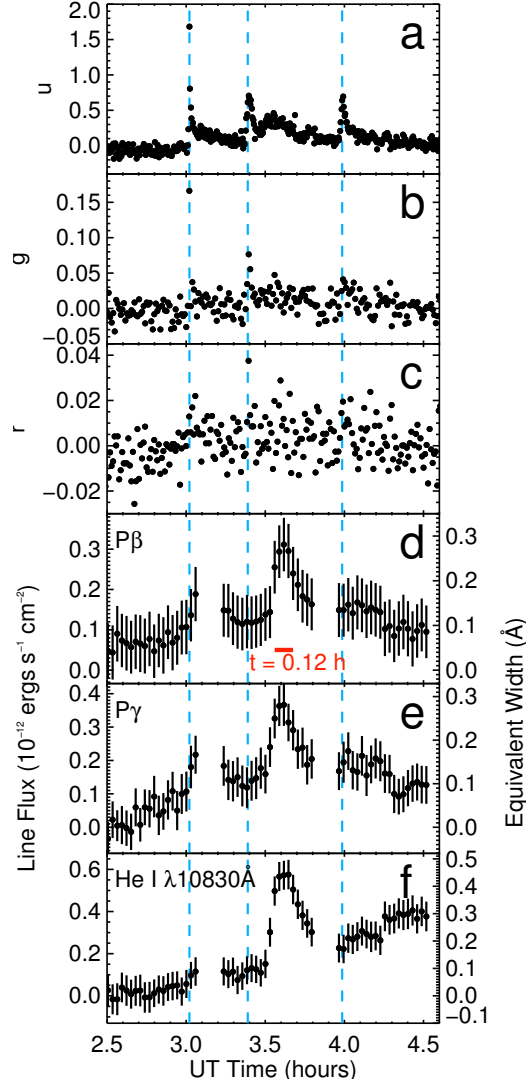 a
2.0
1.5
1.0
0.5
0.0
u
b
0.15
0.10
0.05
0.00
−0.05
g
c
0.04
0.02
0.00
−0.02
r
Pβ
d
0.3
0.2
0.1
0.0
0.3
0.2
0.1
0.0
t = 0.12 h
Pγ
e
0.4
0.3
0.2
0.1
0.0
0.3
0.2
0.1
0.0
He I λ10830Å
f
0.6
0.4
0.2
0.0
0.5
0.4
0.3
0.2
0.1
0.0
−0.1
Line Flux (10⁻¹² ergs s⁻¹ cm⁻²)
Equivalent Width (Å)
2.5 3.0 3.5 4.0 4.5
UT Time (hours)